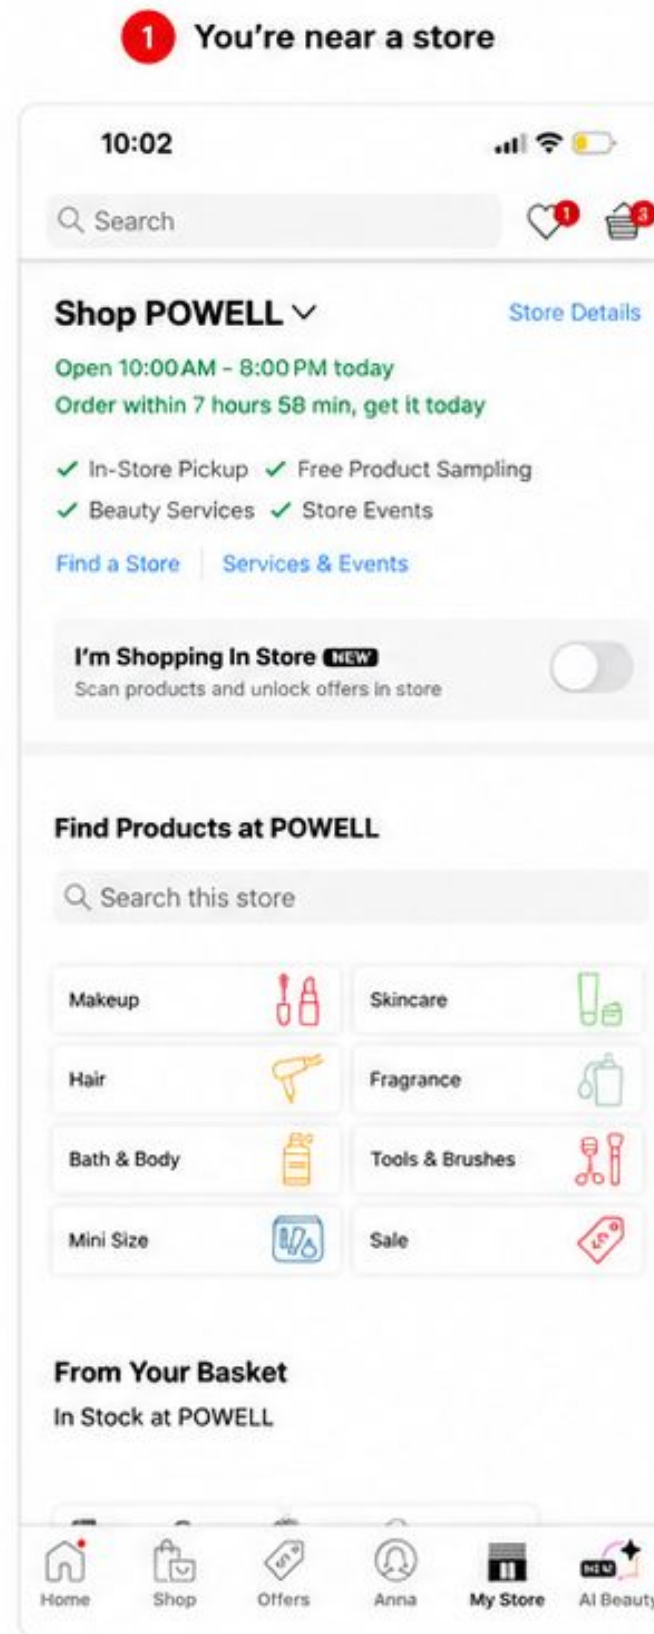 1 You're near a store
10:02
Search
1
3
Shop POWELL
Store Details
Open 10:00 AM – 8:00 PM today
Order within 7 hours 58 min, get it today
In-Store Pickup
Free Product Sampling
Beauty Services
Store Events
Find a Store
Services & Events
I'm Shopping In Store NEW
Scan products and unlock offers in store
Find Products at POWELL
Search this store
Makeup
Skincare
Hair
Fragrance
Bath & Body
Tools & Brushes
Mini Size
Sale
From Your Basket
In Stock at POWELL
NEW
Home
Shop
Offers
Anna
My Store
AI Beauty